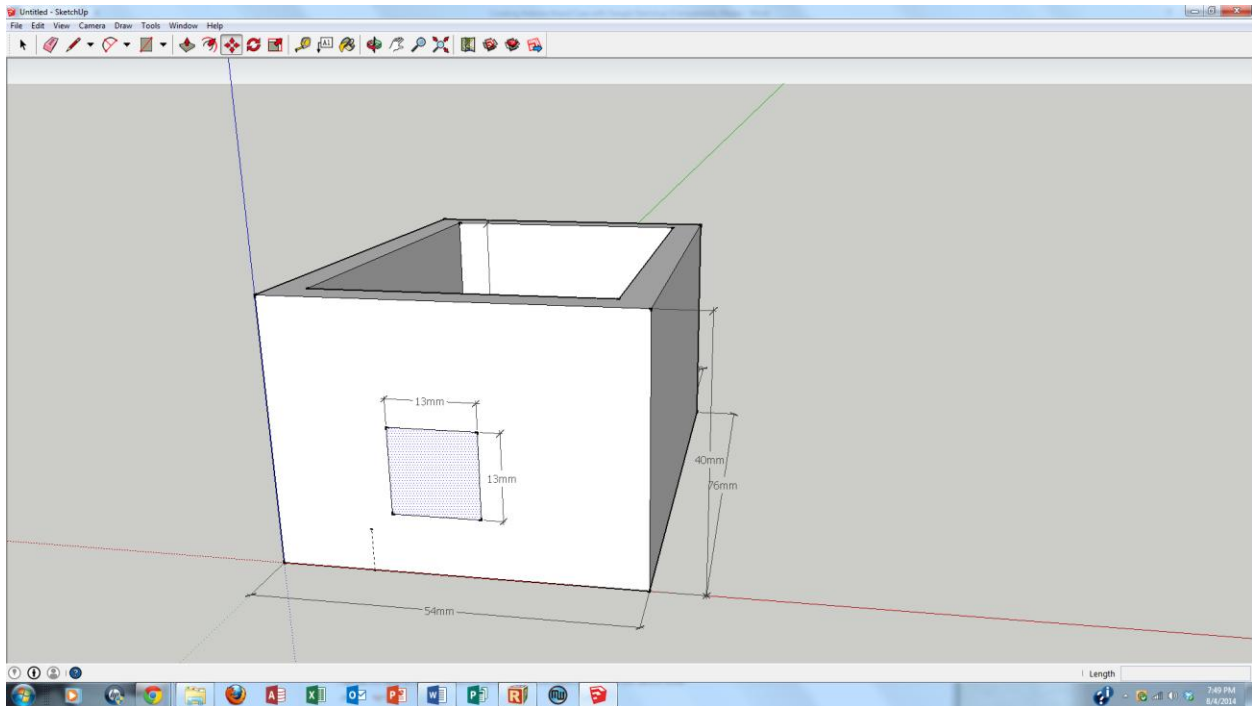 Untitled - SketchUp
File Edit View Camera Draw Tools Window Help
A1
13mm
13mm
40mm
76mm
54mm
Length
7:49 PM
8/4/2014